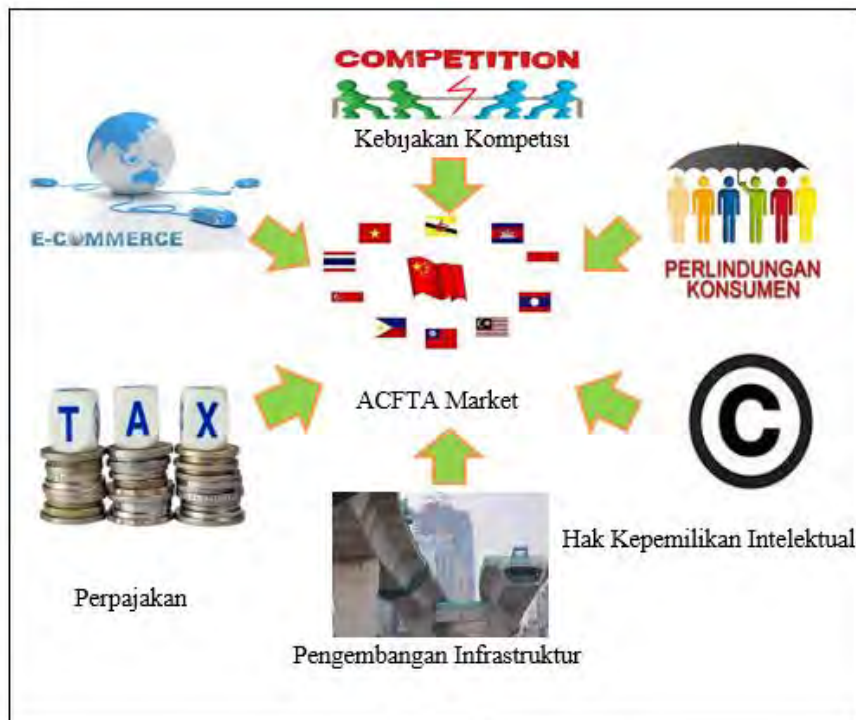 COMPETITION
Kebijakan Kompetisi
E-COMMERCE
PERLINDUNGAN
KONSUMEN
ACFTA Market
TAX
C
Hak Kepemilikan Intelektual
Perpajakan
Pengembangan Infrastruktur